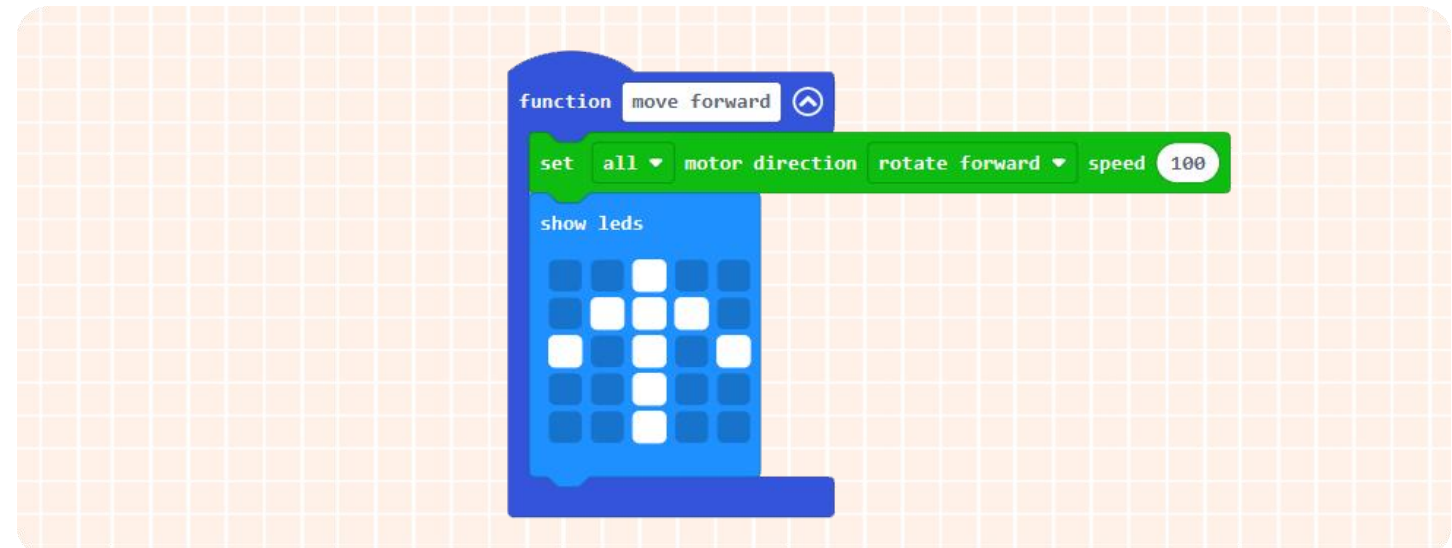 function move forward
set all motor direction rotate forward speed 100
show leds